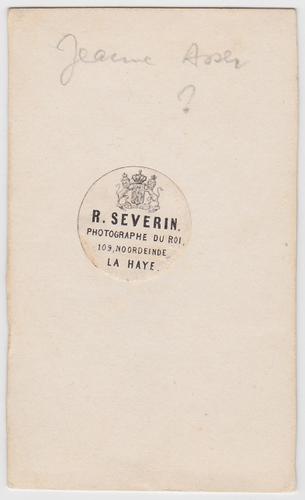 Jeanne Asser
?
R. SEVERIN.
PHOTOGRAPHE DU ROI.
109, NOORDEINDE
LA HAYE.